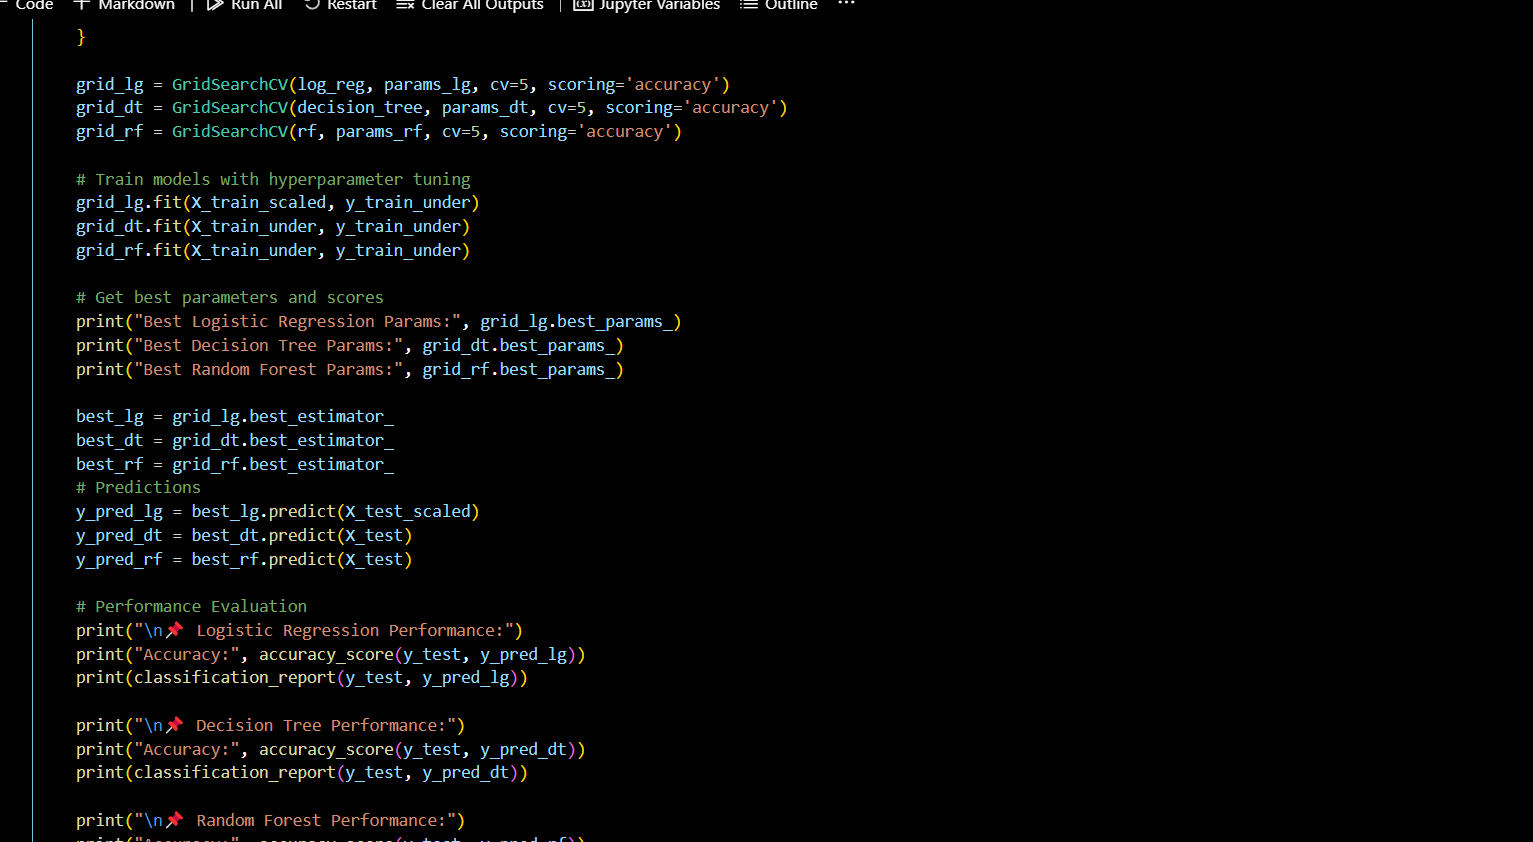 Code + Markdown | Run All Restart Clear All Outputs | Jupyter Variables Outline ...
}
grid_lg = GridSearchCV(log_reg, params_lg, cv=5, scoring='accuracy')
grid_dt = GridSearchCV(decision_tree, params_dt, cv=5, scoring='accuracy')
grid_rf = GridSearchCV(rf, params_rf, cv=5, scoring='accuracy')
# Train models with hyperparameter tuning
grid_lg.fit(X_train_scaled, y_train_under)
grid_dt.fit(X_train_under, y_train_under)
grid_rf.fit(X_train_under, y_train_under)
# Get best parameters and scores
print("Best Logistic Regression Params:", grid_lg.best_params_)
print("Best Decision Tree Params:", grid_dt.best_params_)
print("Best Random Forest Params:", grid_rf.best_params_)
best_lg = grid_lg.best_estimator_
best_dt = grid_dt.best_estimator_
best_rf = grid_rf.best_estimator_
# Predictions
y_pred_lg = best_lg.predict(X_test_scaled)
y_pred_dt = best_dt.predict(X_test)
y_pred_rf = best_rf.predict(X_test)
# Performance Evaluation
print("\n📌 Logistic Regression Performance:")
print("Accuracy:", accuracy_score(y_test, y_pred_lg))
print(classification_report(y_test, y_pred_lg))
print("\n📌 Decision Tree Performance:")
print("Accuracy:", accuracy_score(y_test, y_pred_dt))
print(classification_report(y_test, y_pred_dt))
print("\n📌 Random Forest Performance:")